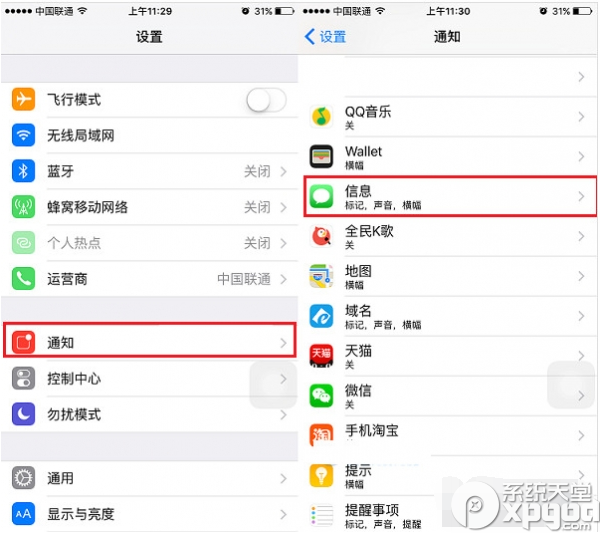 中国联通 上午11:29 31%
设置
飞行模式
无线局域网
蓝牙 关闭
蜂窝移动网络 关闭
个人热点 关闭
运营商 中国联通
通知
控制中心
勿扰模式
通用
显示与亮度
中国联通 上午11:30 31%
设置 通知
QQ音乐
关
Wallet
横幅
信息
标记，声音，横幅
全民K歌
关
地图
横幅
域名
标记，声音，横幅
天猫
天猫
关
微信
关
淘
手机淘宝
提示
横幅
提醒事项
标记，声音，提醒
系统天堂